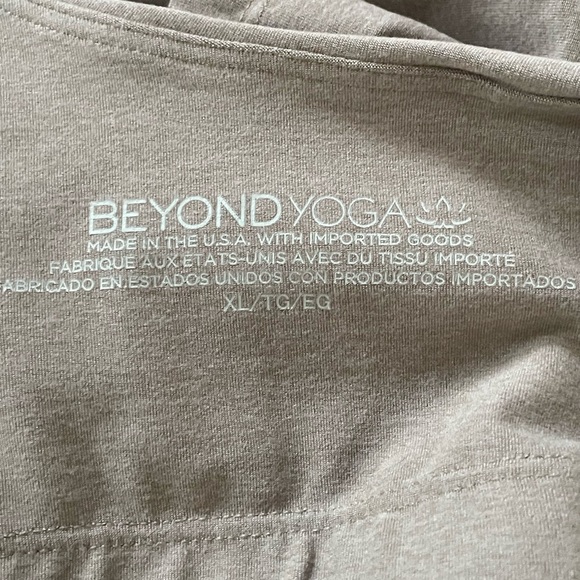 BEYOND YOGA
MADE IN THE U.S.A. WITH IMPORTED GOODS
FABRIQUE AUX ETATS-UNIS AVEC DU TISSU IMPORTÉ
FABRICADO EN ESTADOS UNIDOS CON PRODUCTOS IMPORTADOS
XL/TG/EG